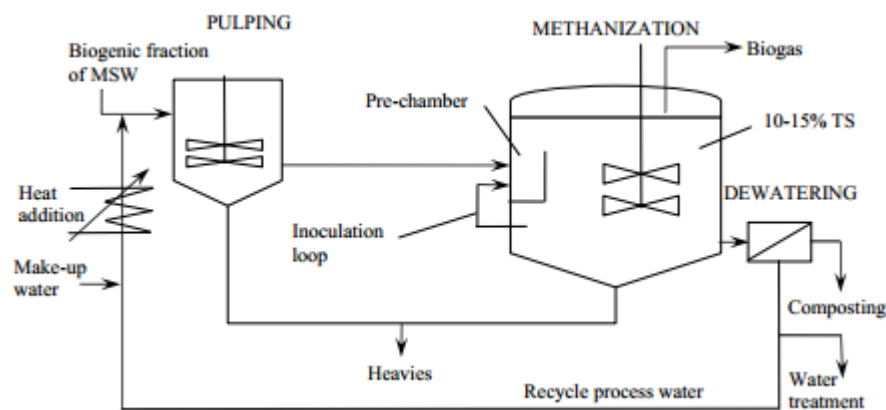 PULPING
METHANIZATION
Biogenic fraction
of MSW
Biogas
Pre-chamber
10-15% TS
Heat
addition
DEWATERING
Inoculation
loop
Make-up
water
Composting
Heavies
Recycle process water
Water
treatment